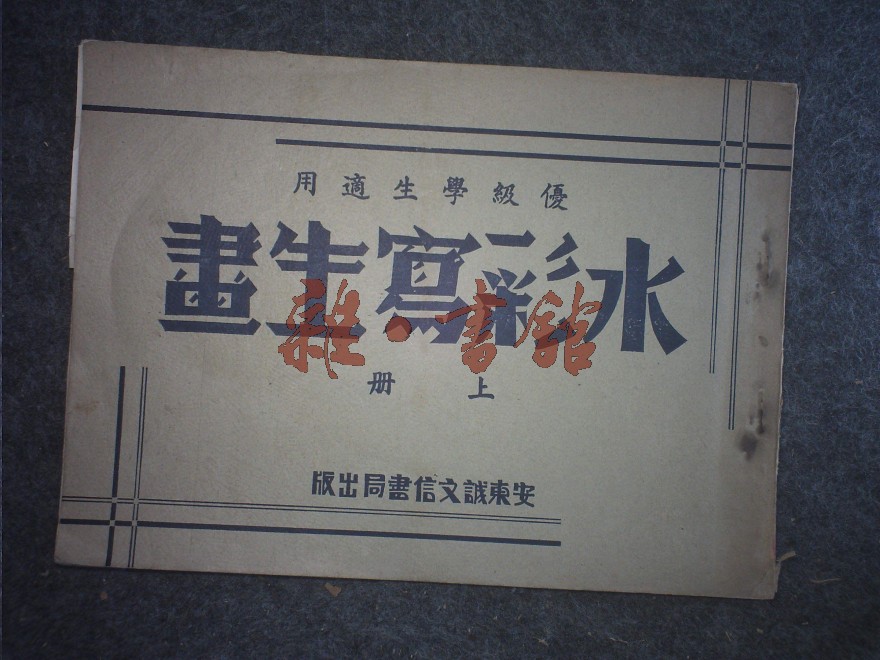 優級學生適用
水彩寫生畫
雜·書館
上册
安東誠文信書局出版